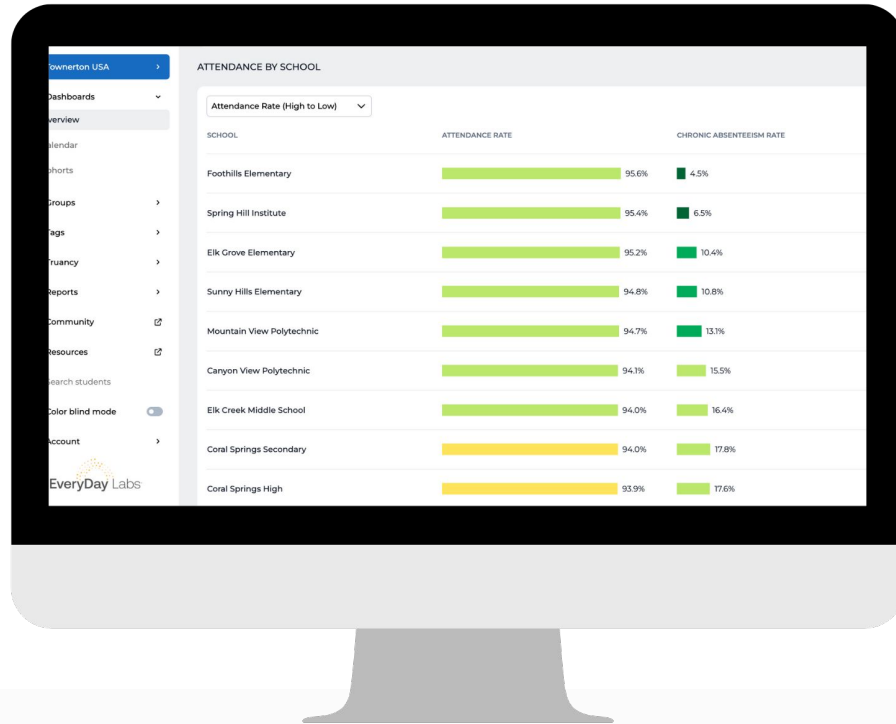 ownerton USA
Dashboards
verview
alendar
ohorts
Groups
Tags
Truancy
Reports
Community
Resources
Search students
Color blind mode
Account
EveryDay Labs
ATTENDANCE BY SCHOOL
Attendance Rate (High to Low)
SCHOOL ATTENDANCE RATE CHRONIC ABSENTEEISM RATE
Foothills Elementary 95.6% 4.5%
Spring Hill Institute 95.4% 6.5%
Elk Grove Elementary 95.2% 10.4%
Sunny Hills Elementary 94.8% 10.8%
Mountain View Polytechnic 94.7% 13.1%
Canyon View Polytechnic 94.1% 15.5%
Elk Creek Middle School 94.0% 16.4%
Coral Springs Secondary 94.0% 17.8%
Coral Springs High 93.9% 17.6%